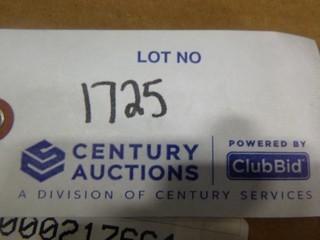 LOT NO
1725
CENTURY AUCTIONS
POWERED BY
ClubBid
A DIVISION OF CENTURY SERVICES